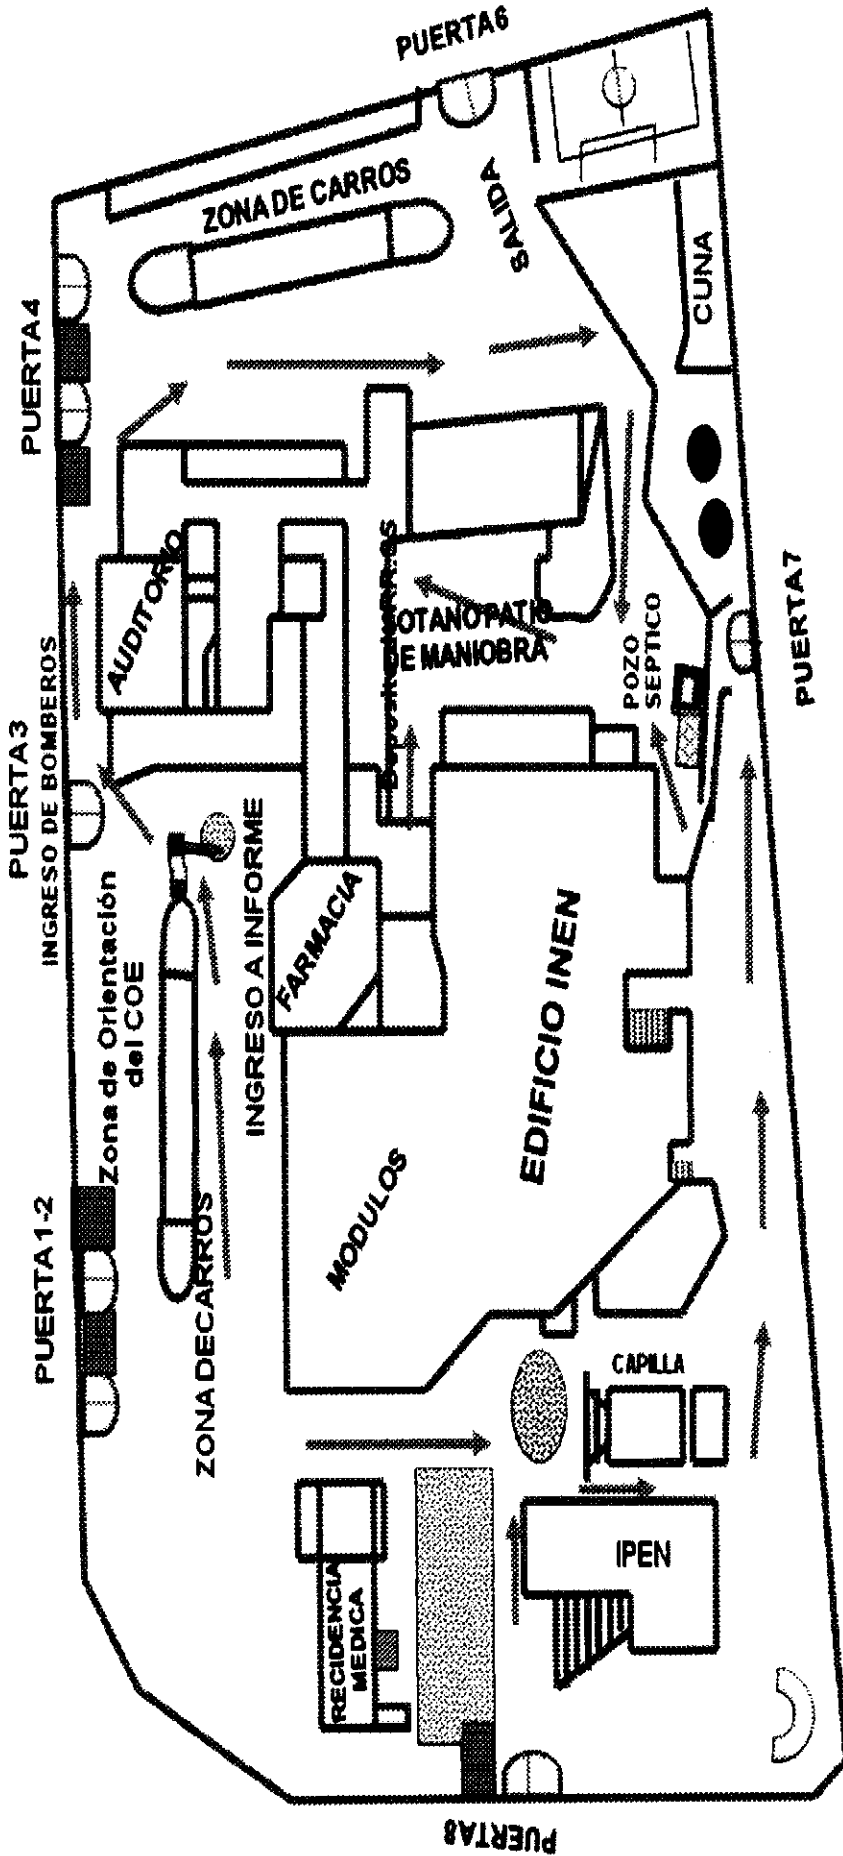 PUERTA6
ZONA DE CARROS
SALIDA
CUNA
PUERTA4
AUDITORIO
SOTANO PATIO
DE MANIOBRA
POZO
SEPTICO
PUERTA7
PUERTA3
INGRESO DE BOMBEROS
Zona de Orientación
del COE
INGRESO A INFORME
FARMACIA
EDIFICIO INEN
MODULOS
PUERTA1-2
ZONA DECARROS
CAPILLA
IPEN
RECIDENCIA
MEDICA
PUERTA8